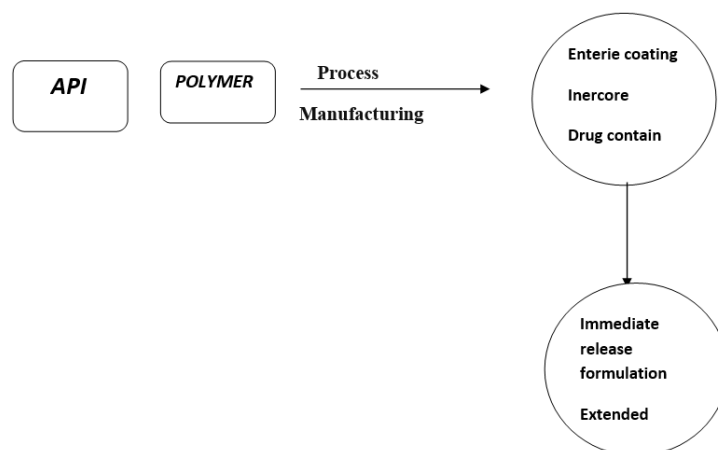 API
POLYMER
Process
Manufacturing
Enterie coating
Inercore
Drug contain
Immediate
release
formulation
Extended